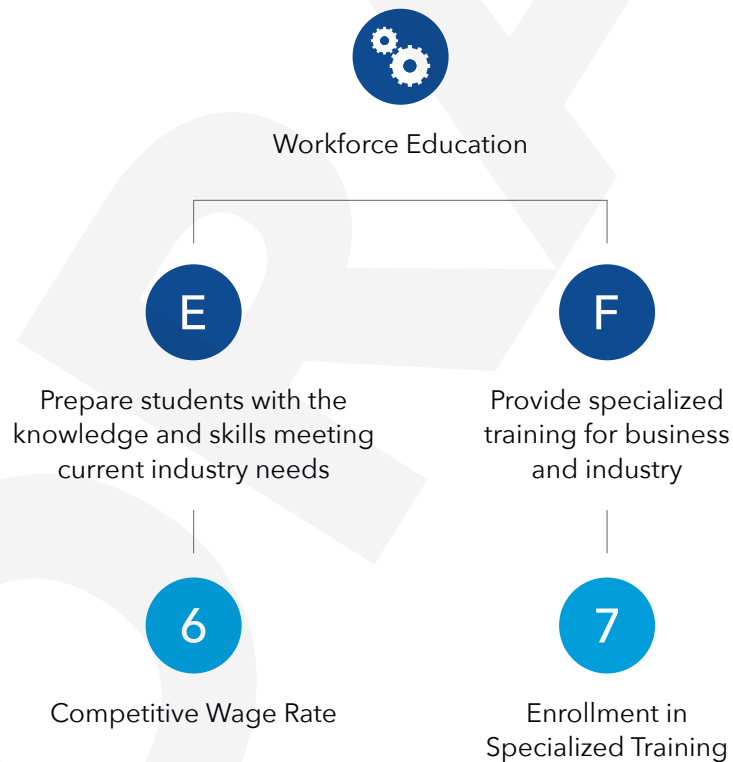 Workforce Education
E
F
Prepare students with the
knowledge and skills meeting
current industry needs
Provide specialized
training for business
and industry
6
7
Competitive Wage Rate
Enrollment in
Specialized Training